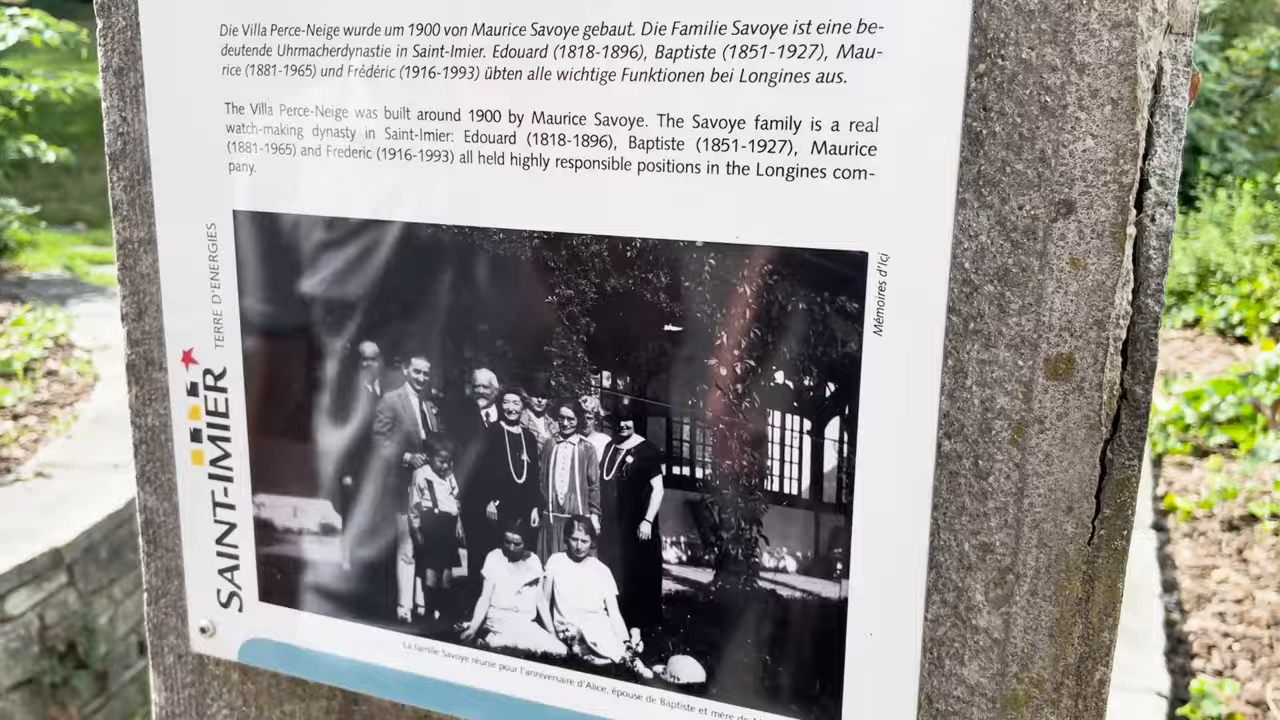 Die Villa Perce-Neige wurde um 1900 von Maurice Savoye gebaut. Die Familie Savoye ist eine be-
deutende Uhrmacherdynastie in Saint-Imier. Edouard (1818-1896), Baptiste (1851-1927), Mau-
rice (1881-1965) und Frédéric (1916-1993) übten alle wichtige Funktionen bei Longines aus.
The Villa Perce-Neige was built around 1900 by Maurice Savoye. The Savoye family is a real
watch-making dynasty in Saint-Imier: Edouard (1818-1896), Baptiste (1851-1927), Maurice
(1881-1965) and Frederic (1916-1993) all held highly responsible positions in the Longines com-
pany.
SAINT-IMIER
TERRE D'ENERGIES
Mémoires d'Ici
La famille Savoye réunie pour l'anniversaire d'Alice, épouse de Baptiste et mère de